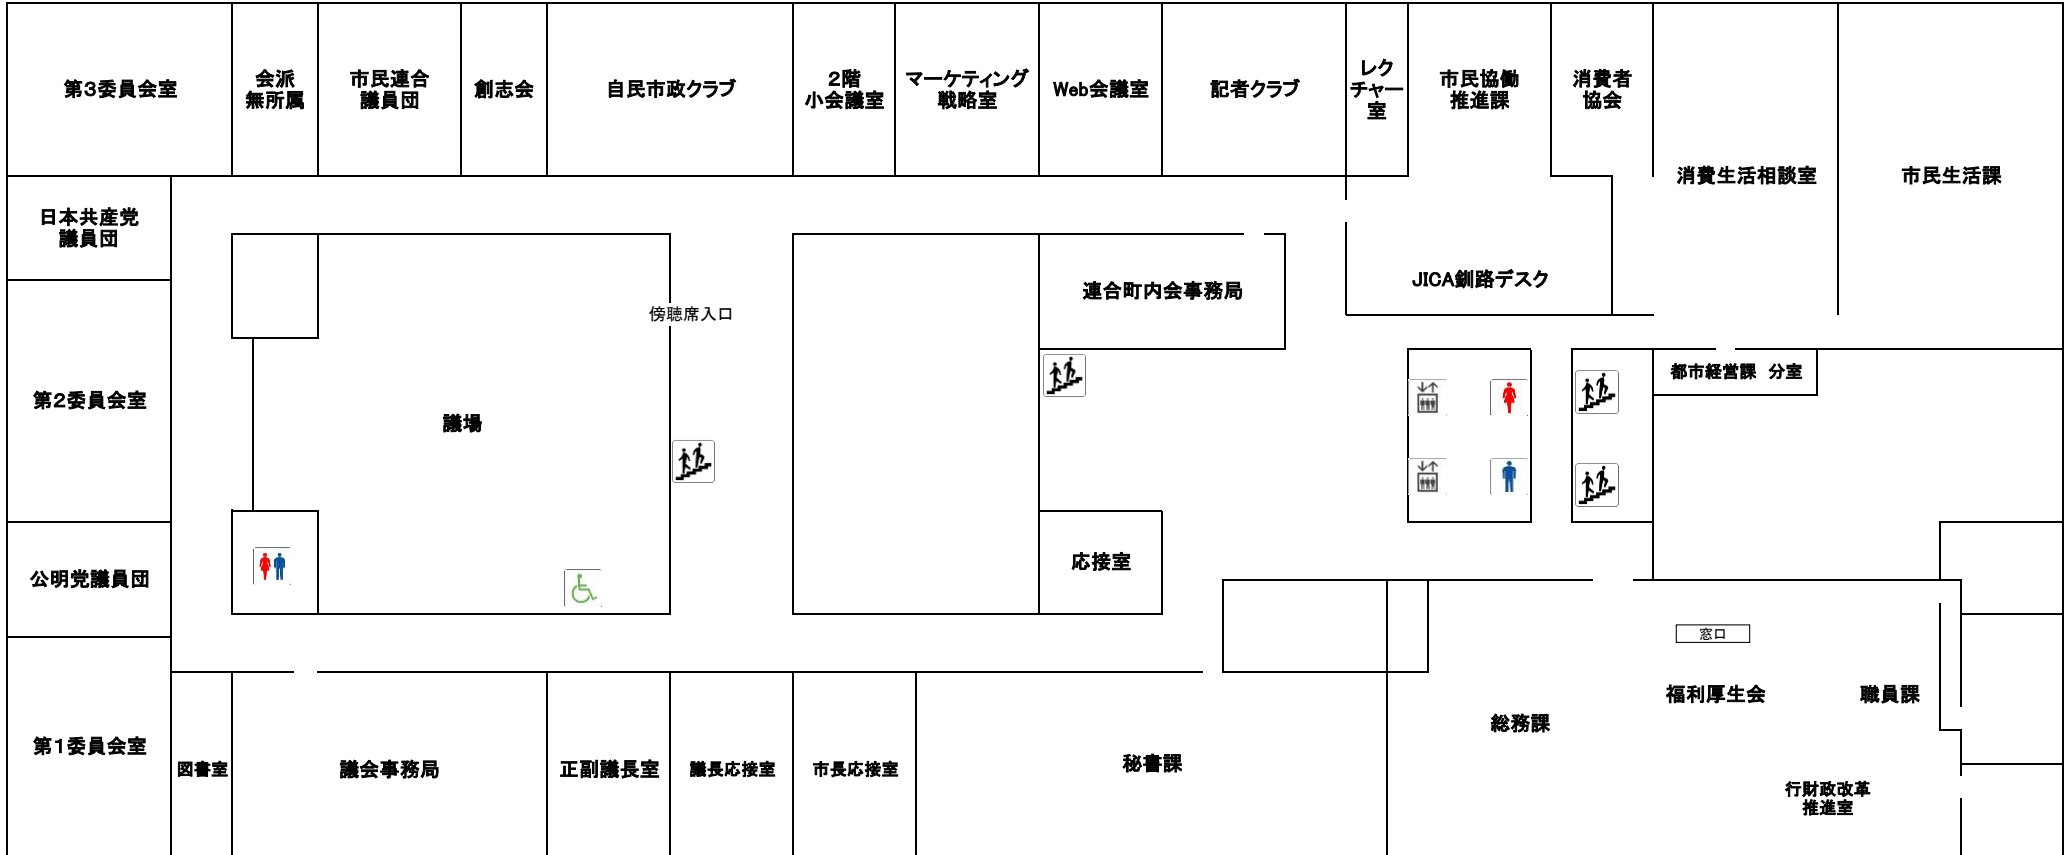 第３委員会室
会派
無所属
市民連合
議員団
創志会
自民市政クラブ
２階
小会議室
マーケティング
戦略室
Web会議室
記者クラブ
レク
チャー
室
市民協働
推進課
消費者
協会
消費生活相談室
市民生活課
日本共産党
議員団
JICA釧路デスク
連合町内会事務局
傍聴席入口
都市経営課　分室
第２委員会室
議場
応接室
公明党議員団
窓口
福利厚生会
職員課
総務課
第１委員会室
図書室
議会事務局
正副議長室
議長応接室
市長応接室
秘書課
行財政改革
推進室